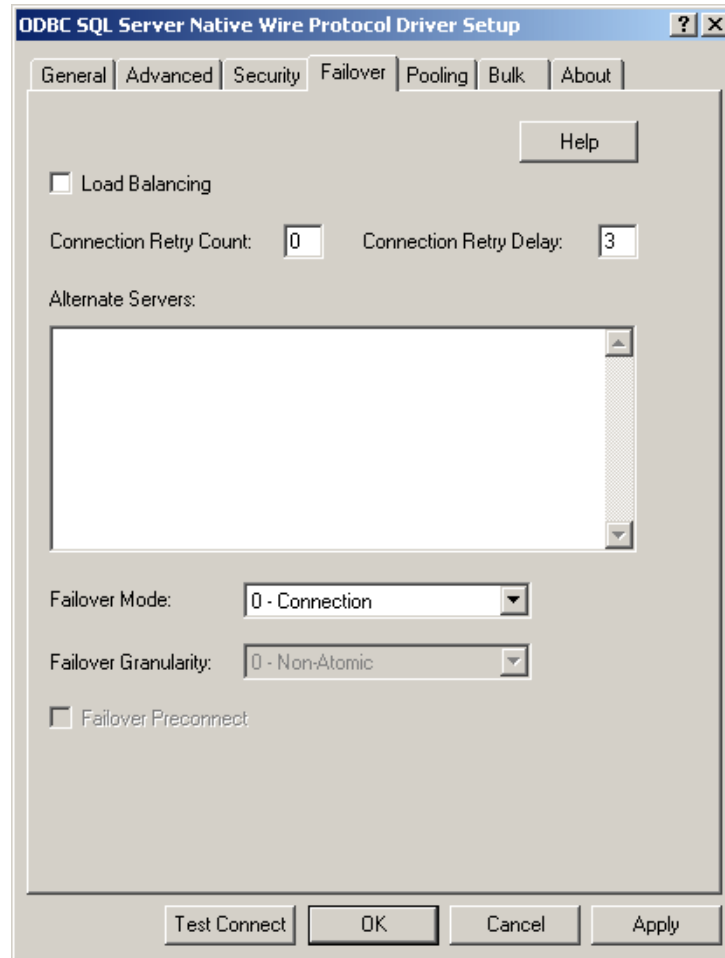 ODBC SQL Server Native Wire Protocol Driver Setup ? X
General Advanced Security Failover Pooling Bulk About
Help
Load Balancing
Connection Retry Count: 0 Connection Retry Delay: 3
Alternate Servers:
Failover Mode: 0 - Connection
Failover Granularity: 0 - Non-Atomic
Failover Preconnect
Test Connect OK Cancel Apply